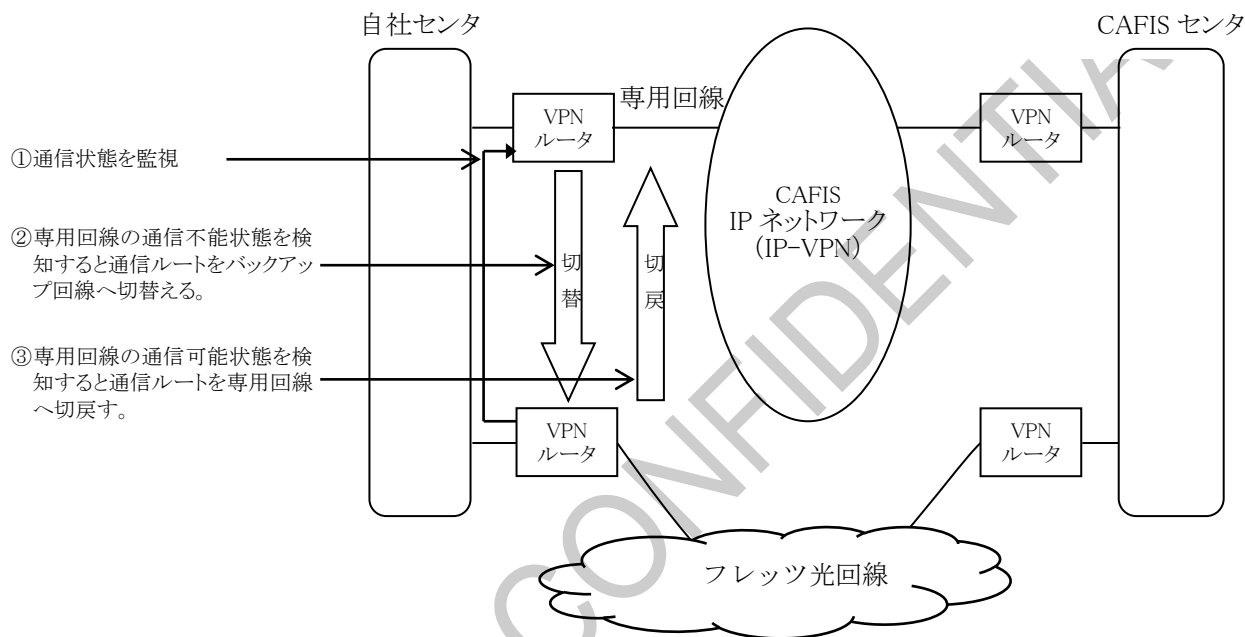 自社センタ
CAFIS センタ
VPN
ルータ
専用回線
VPN
ルータ
①通信状態を監視
CAFIS
IP ネットワーク
(IP-VPN)
②専用回線の通信不能状態を検
知すると通信ルートをバックアッ
プ回線へ切替える。
切
替
切
戻
③専用回線の通信可能状態を検
知すると通信ルートを専用回線
へ切戻す。
VPN
ルータ
VPN
ルータ
フレッツ光回線
CONFIDENTIA